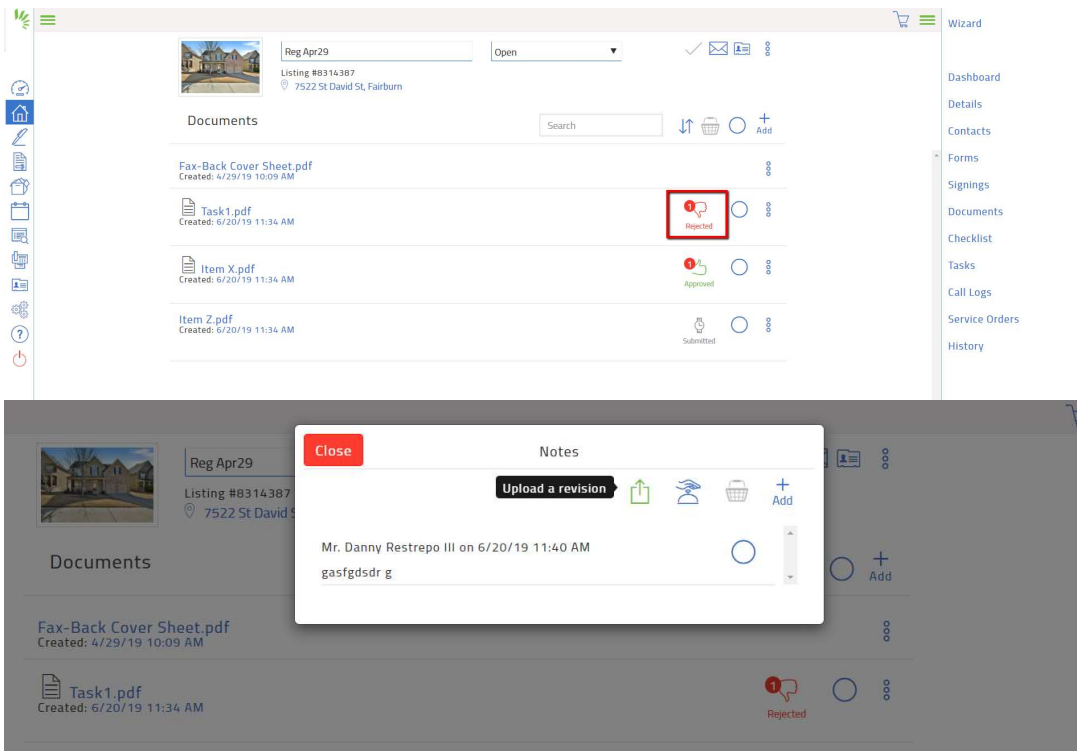 Wizard
Reg Apr29
Open
Listing #8314387
7522 St David St, Fairburn
Dashboard
Details
Contacts
Forms
Signings
Documents
Checklist
Tasks
Call Logs
Service Orders
History
Documents
Search
Add
Fax-Back Cover Sheet.pdf
Created: 4/29/19 10:09 AM
Task1.pdf
Created: 6/20/19 11:34 AM
1
Rejected
Item X.pdf
Created: 6/20/19 11:34 AM
1
Approved
Item Z.pdf
Created: 6/20/19 11:34 AM
Submitted
?
Close
Notes
Upload a revision
Add
Mr. Danny Restrepo III on 6/20/19 11:40 AM
gasfgdsdr g
Reg Apr29
Listing #8314387
7522 St David S
Documents
Add
Fax-Back Cover Sheet.pdf
Created: 4/29/19 10:09 AM
Task1.pdf
Created: 6/20/19 11:34 AM
1
Rejected